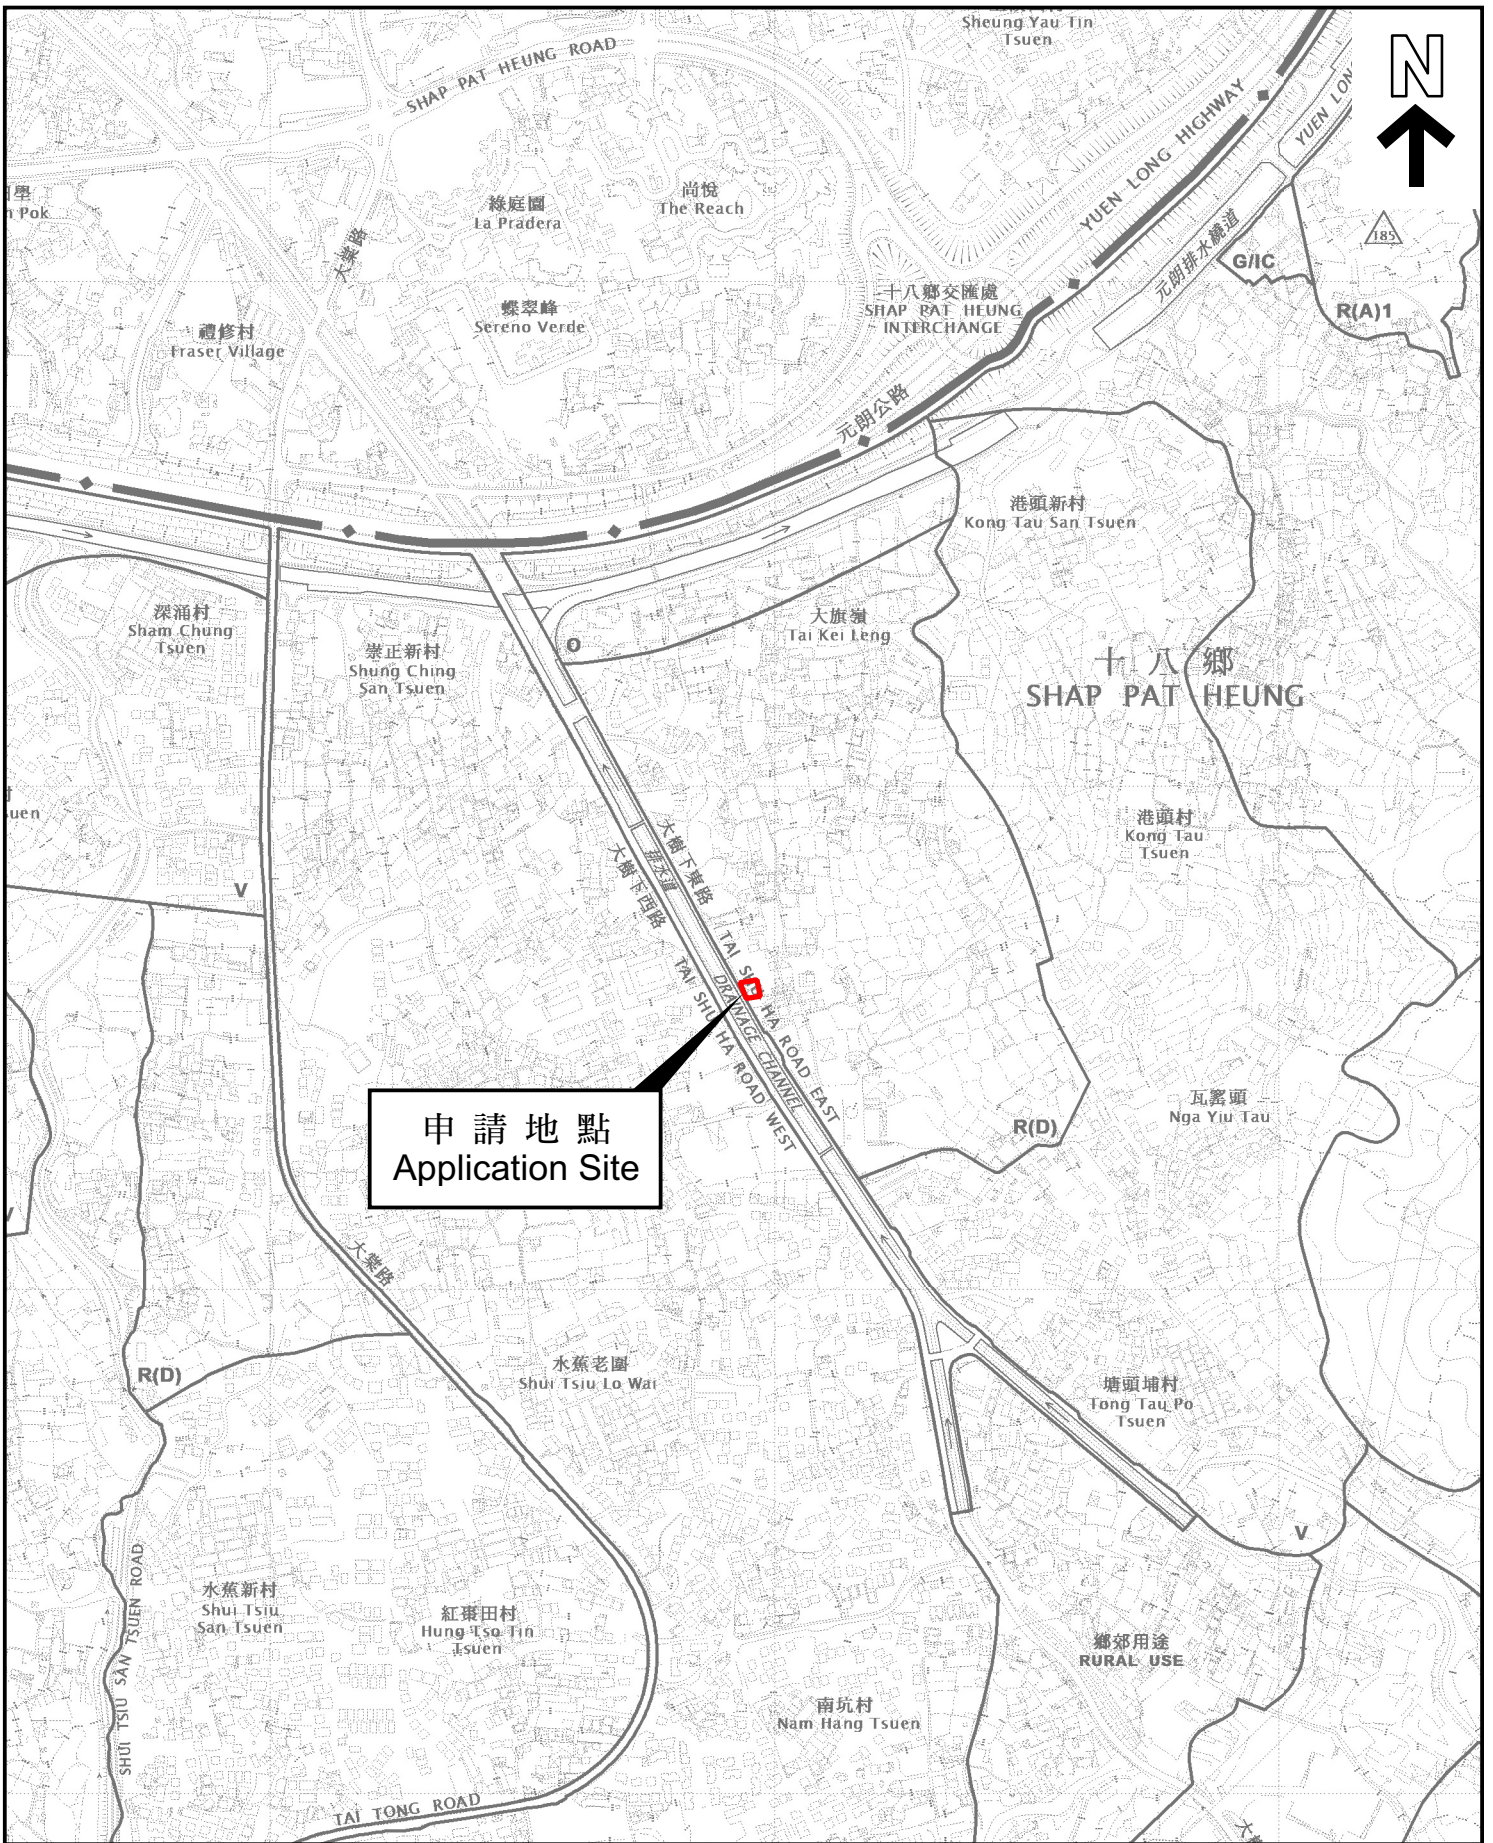 Sheung Yau Tin
Tsuen
N
SHAP PAT HEUNG ROAD
YUEN LONG HIGHWAY
尚悅
The Reach
綠庭園
La Pradera
大棠路
185
元朗排水繞道
G/IC
R(A)1
十八鄉交匯處
SHAP PAT HEUNG
INTERCHANGE
蝶翠峰
Sereno Verde
禮修村
Fraser Village
元朗公路
港頭新村
Kong Tau San Tsuen
深涌村
Sham Chung
Tsuen
大旗嶺
Tai Kei Leng
崇正新村
Shung Ching
San Tsuen
O
十八鄉
SHAP PAT HEUNG
港頭村
Kong Tau
Tsuen
大樹下東路
排水道
大樹下西路
V
TAI SHU HA ROAD EAST
DRAINAGE CHANNEL
TAI SHU HA ROAD WEST
申請地點
Application Site
瓦窰頭
Nga Yiu Tau
R(D)
大棠路
R(D)
水蕉老圍
Shui Tsiu Lo Wai
塘頭埔村
Tong Tau Po
Tsuen
V
SHUI TSIU SAN TSUEN ROAD
水蕉新村
Shui Tsiu
San Tsuen
紅棗田村
Hung Tso Tin
Tsuen
鄉郊用途
RURAL USE
南坑村
Nam Hang Tsuen
TAI TONG ROAD